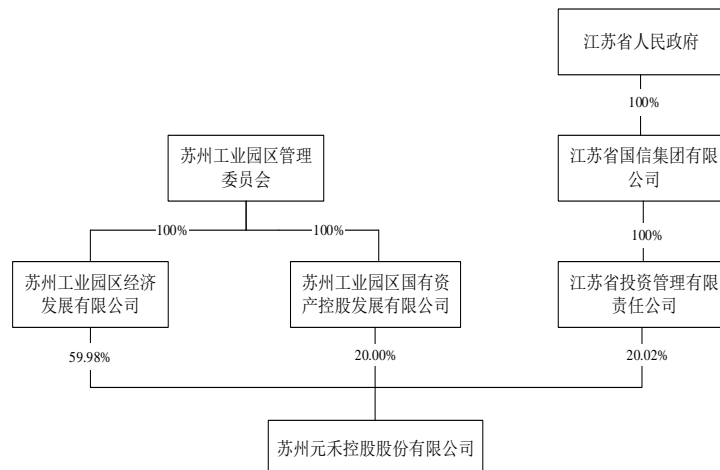 江苏省人民政府
100%
苏州工业园区管理
委员会
江苏省国信集团有限
公司
100%
100%
100%
苏州工业园区经济
发展有限公司
苏州工业园区国有资
产控股发展有限公司
江苏省投资管理有限
责任公司
59.98%
20.00%
20.02%
苏州元禾控股股份有限公司